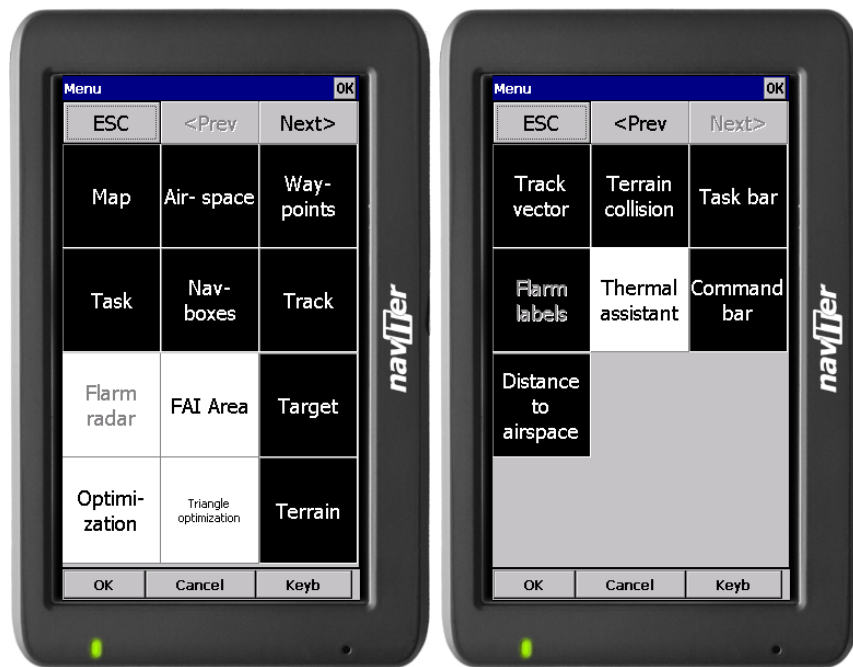 Menu OK
ESC <Prev Next>
Map Air- space Way-
points
Task Nav-
boxes Track
Flarm
radar FAI Area Target
Optimi-
zation Triangle
optimization Terrain
OK Cancel Keyb
naviter
Menu OK
ESC <Prev Next>
Track
vector Terrain
collision Task bar
Flarm
labels Thermal
assistant Command
bar
Distance
to
airspace
OK Cancel Keyb
naviter